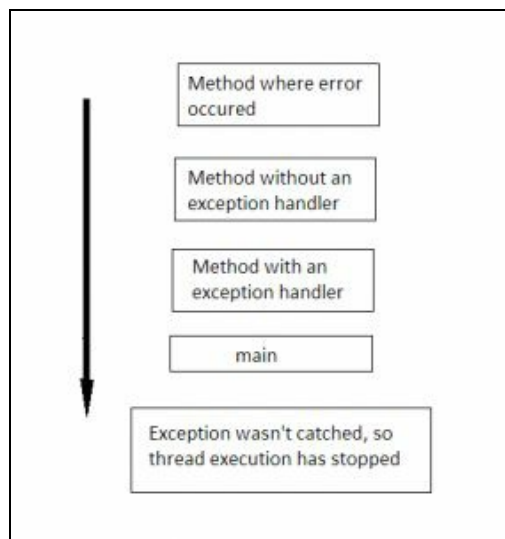 Method where error
occured
Method without an
exception handler
Method with an
exception handler
main
Exception wasn't catched, so
thread execution has stopped